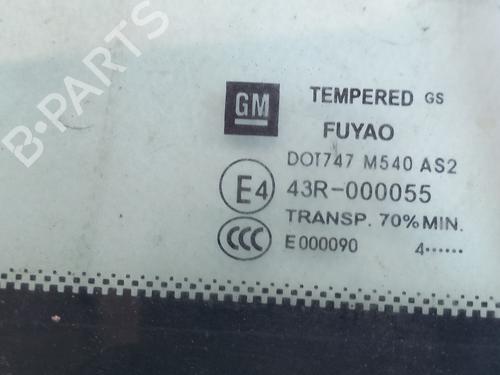 B-PARTS
GM
TEMPERED GS
FUYAO
DOT747 M540 AS2
E4 43R-000055
TRANSP. 70% MIN.
CCC E000090 4······